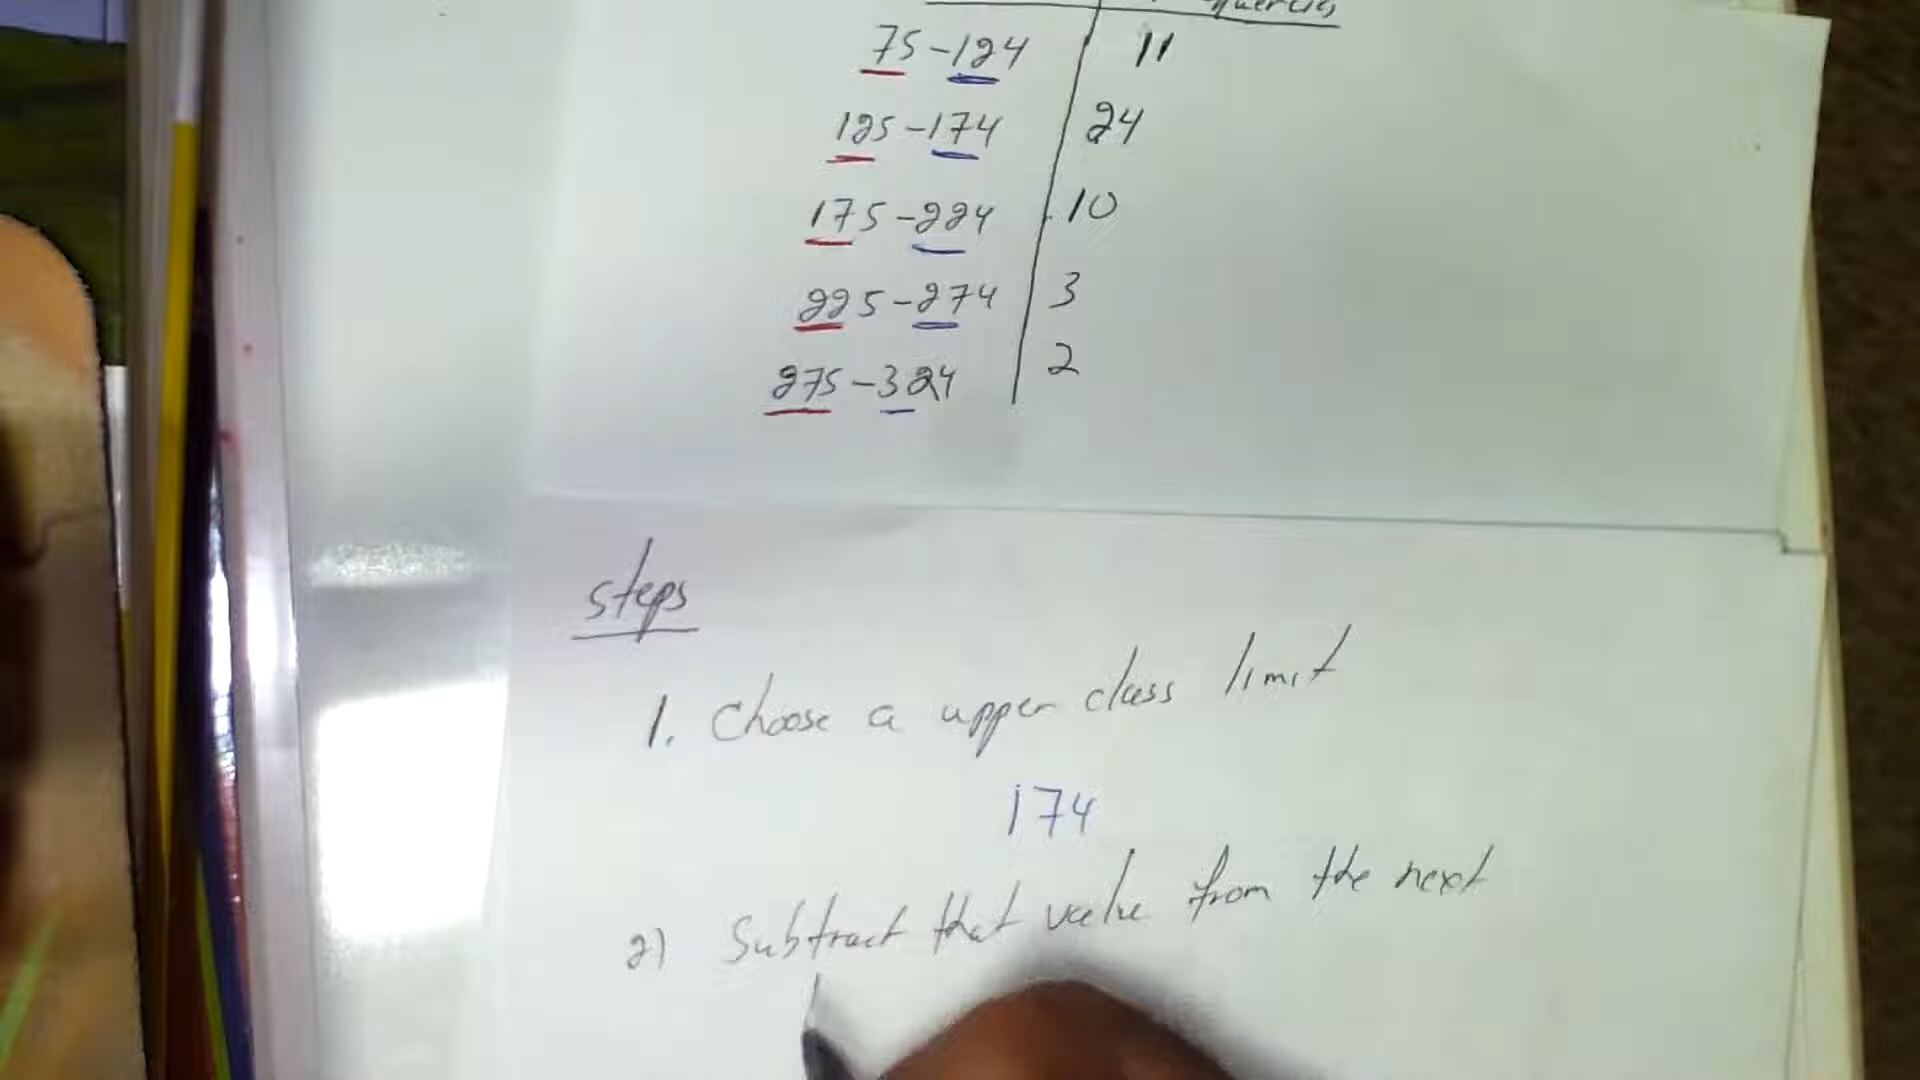 75-124 11
125-174 24
175-224 10
225-274 3
275-324 2
steps
1. Choose a upper class limit
174
2) Subtract that value from the next